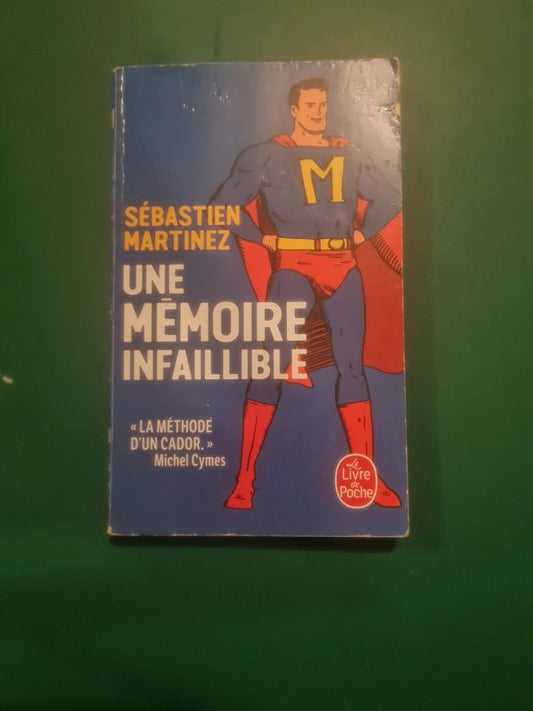 M
SÉBASTIEN
MARTINEZ
UNE
MÉMOIRE
INFAILLIBLE
« LA MÉTHODE
D'UN CADOR. »
Michel Cymes
Le
Livre
de
Poche